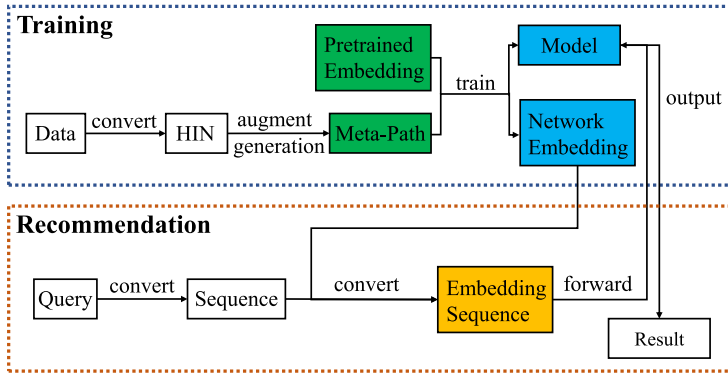 Training
Pretrained
Embedding
Model
train
output
Data
convert
HIN
augment
generation
Meta-Path
Network
Embedding
Recommendation
Query
convert
Sequence
convert
Embedding
Sequence
forward
Result